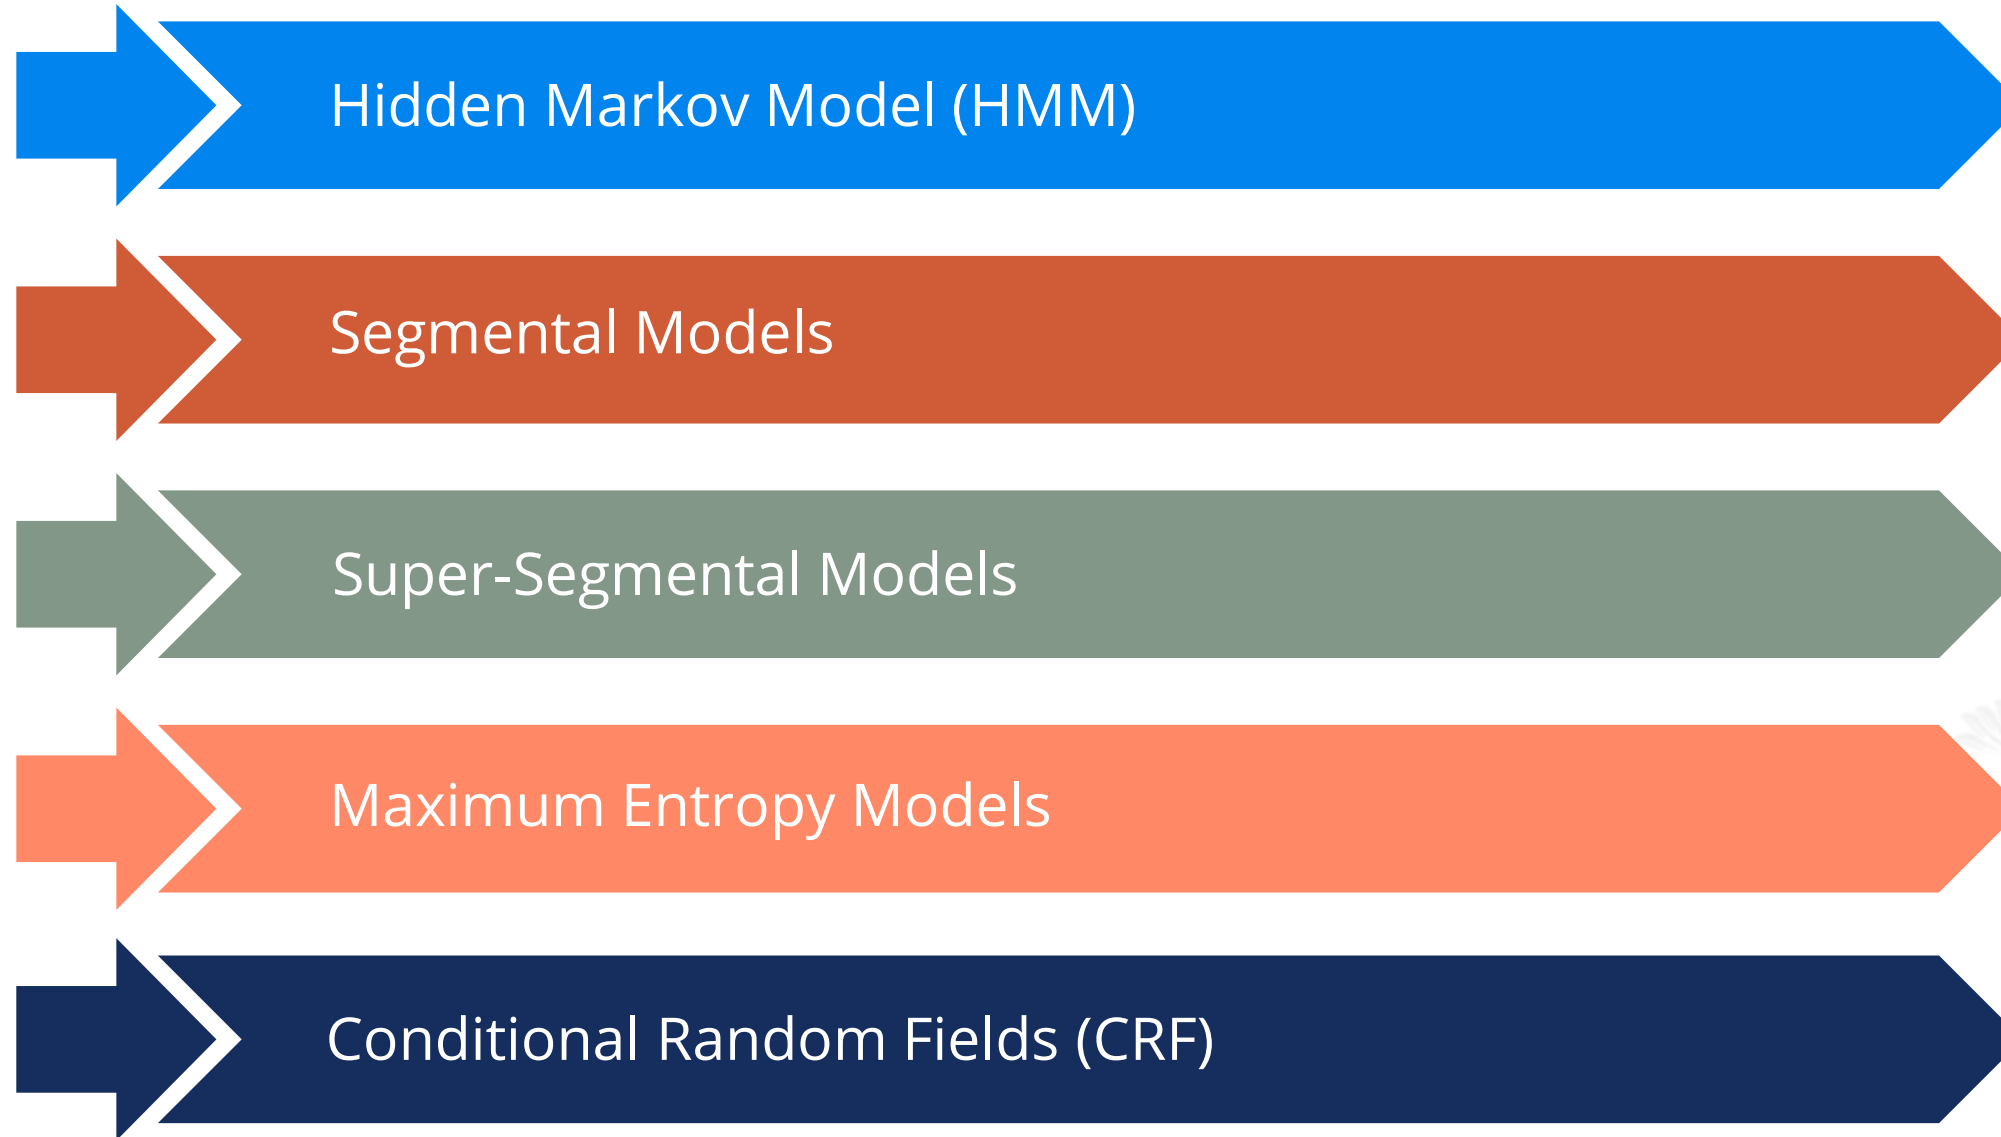 Hidden Markov Model (HMM)
Segmental Models
Super-Segmental Models
Maximum Entropy Models
Conditional Random Fields (CRF)